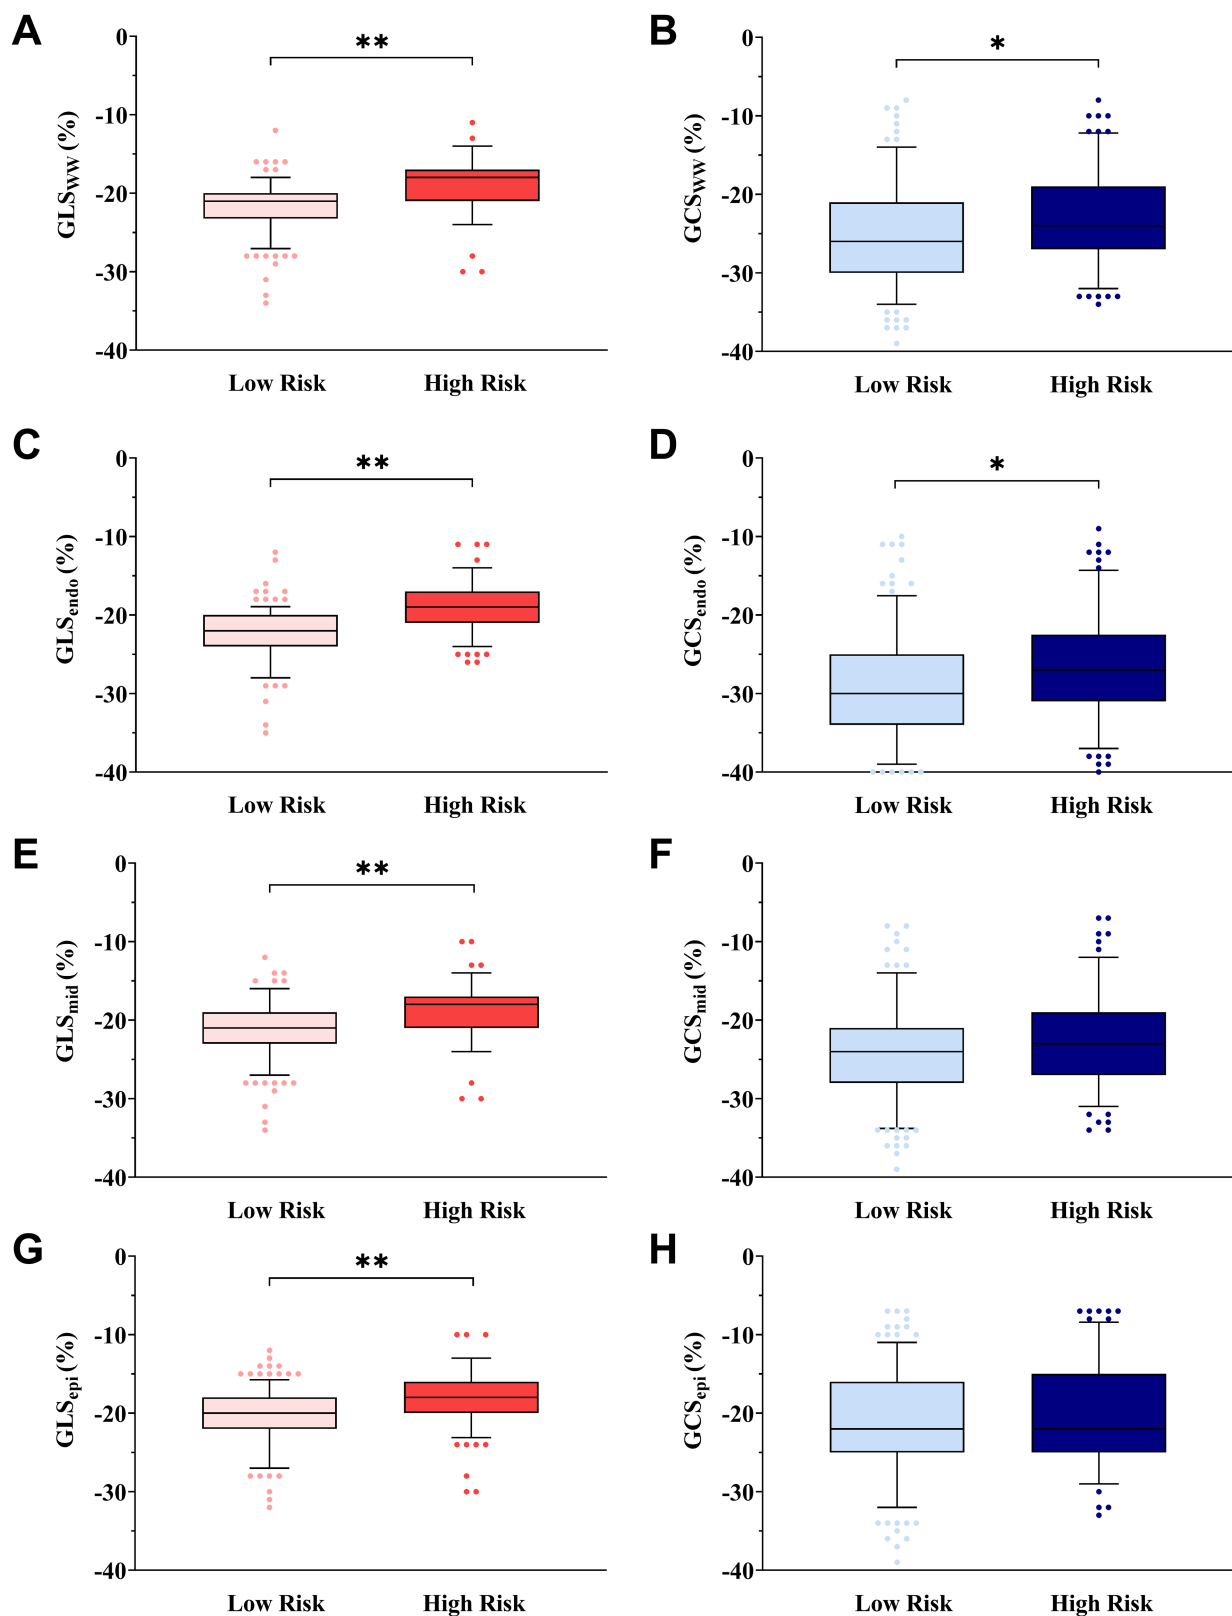 A
B
**
*
0
-10
-20
-30
-40
GLSWW (%)
Low Risk
High Risk
0
-10
-20
-30
-40
GCSWW (%)
Low Risk
High Risk
C
D
**
*
0
-10
-20
-30
-40
GLSendo (%)
Low Risk
High Risk
0
-10
-20
-30
-40
GCSendo (%)
Low Risk
High Risk
E
F
**
0
-10
-20
-30
-40
GLSmid (%)
Low Risk
High Risk
0
-10
-20
-30
-40
GCSmid (%)
Low Risk
High Risk
G
H
**
0
-10
-20
-30
-40
GLSepi (%)
Low Risk
High Risk
0
-10
-20
-30
-40
GCSepi (%)
Low Risk
High Risk